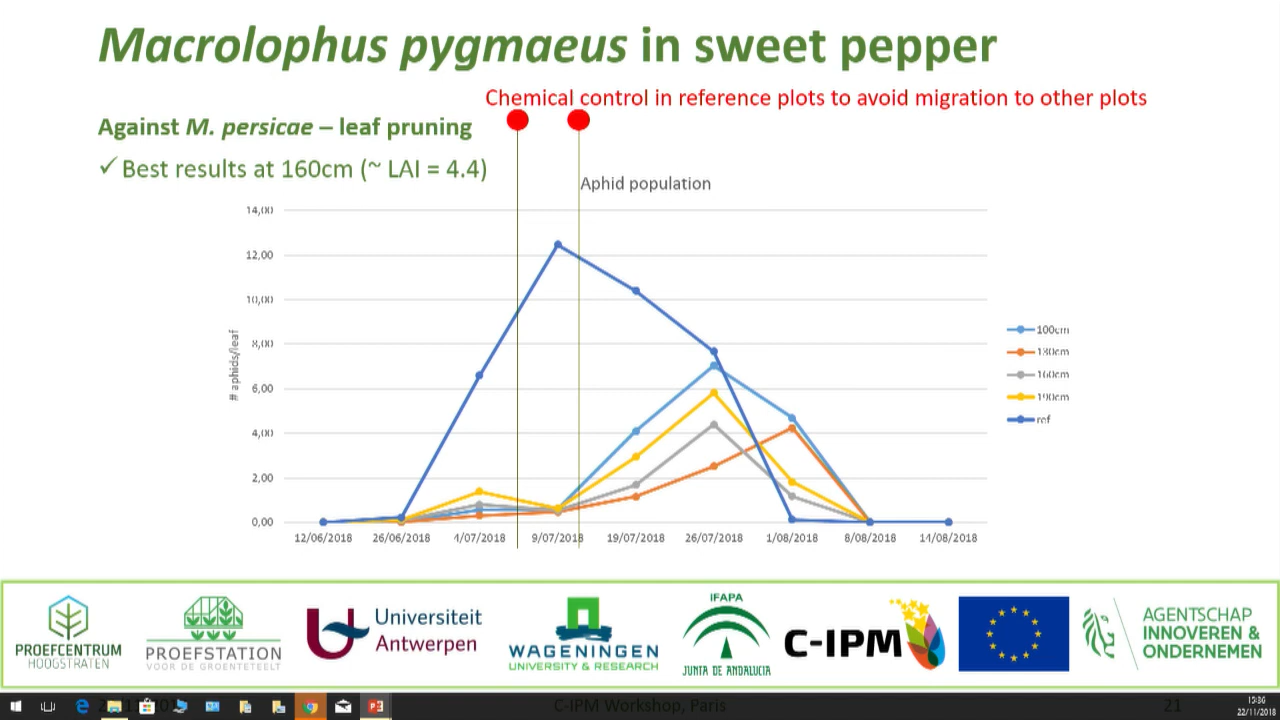 Macrolophus pygmaeus in sweet pepper
Chemical control in reference plots to avoid migration to other plots
Against M. persicae – leaf pruning
✓ Best results at 160cm (~ LAI = 4.4)
Aphid population
14,00
12,00
10,00
8,00
6,00
4,00
2,00
0,00
# aphids/leaf
12/06/2018 26/06/2018 4/07/2018 9/07/2018 19/07/2018 26/07/2018 1/08/2018 8/08/2018 14/08/2018
100cm
130cm
160cm
190cm
ref
PROEFCENTRUM
HOOGSTRATEN
PROEFSTATION
VOOR DE GROENTETEELT
Universiteit
Antwerpen
WAGENINGEN
UNIVERSITY & RESEARCH
IFAPA
JUNTA DE ANDALUCIA
C-IPM
AGENTSCHAP
INNOVEREN &
ONDERNEMEN
C-IPM Workshop, Paris
21
15:36
22/11/2018